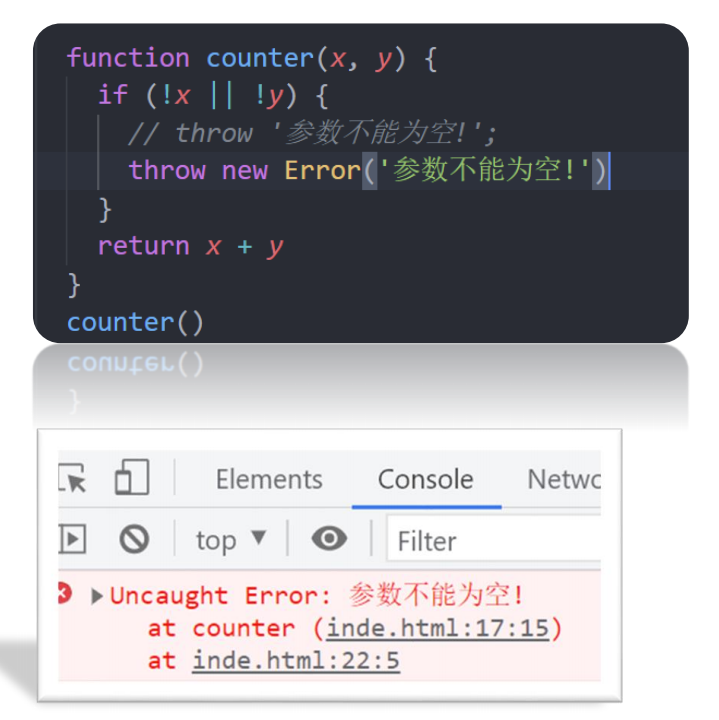 function counter(x, y) {
if (!x || !y) {
// throw '参数不能为空!';
throw new Error('参数不能为空!')
}
return x + y
}
counter()
counter()
}
Elements Console Netwo
top ▼ Filter
▶Uncaught Error: 参数不能为空!
at counter (inde.html:17:15)
at inde.html:22:5